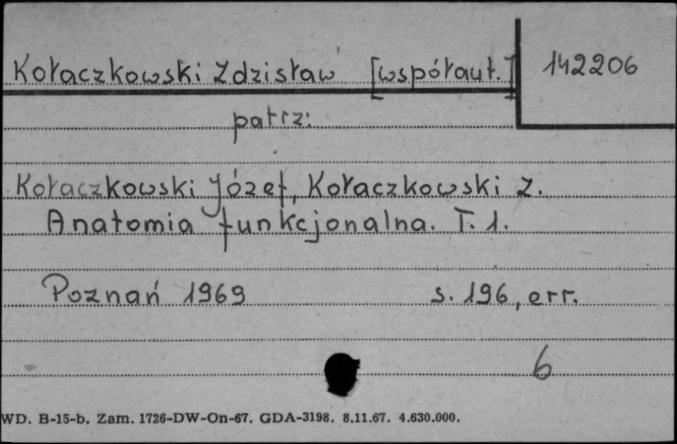 Kołaczkowski Zdzisław [współaut.] 142206
patrz:
Kołaczkowski Józef, Kołaczkowski Z.
Anatomia funkcjonalna. T. 1.
Poznań 1969 s. 196, err.
6
WD. B-15-b. Zam. 1726-DW-On-67. GDA-3198. 8.11.67. 4.630.000.